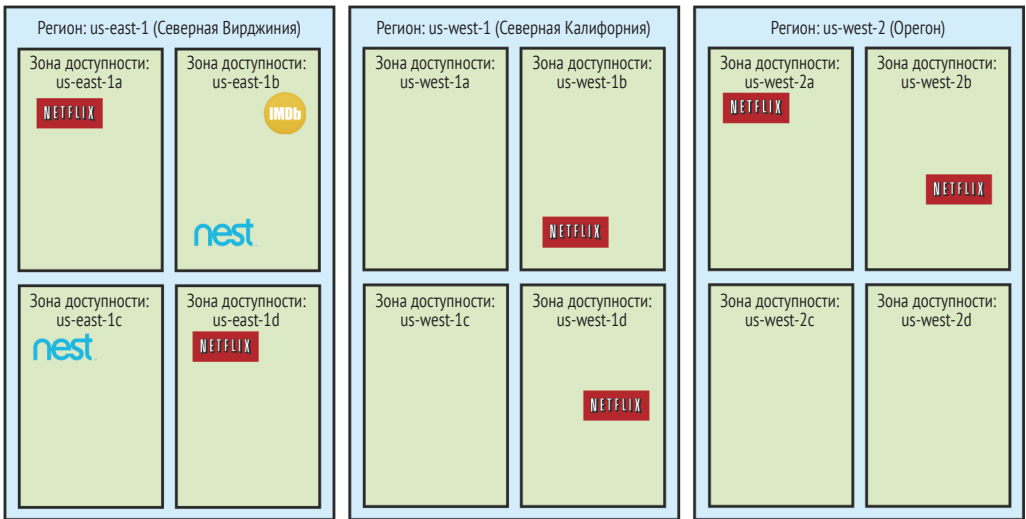 Регион: us-east-1 (Северная Вирджиния)
Зона доступности:
us-east-1a
NETFLIX
Зона доступности:
us-east-1b
IMDb
nest
Зона доступности:
us-east-1c
nest
Зона доступности:
us-east-1d
NETFLIX
Регион: us-west-1 (Северная Калифорния)
Зона доступности:
us-west-1a
Зона доступности:
us-west-1b
NETFLIX
Зона доступности:
us-west-1c
Зона доступности:
us-west-1d
NETFLIX
Регион: us-west-2 (Орегон)
Зона доступности:
us-west-2a
NETFLIX
Зона доступности:
us-west-2b
NETFLIX
Зона доступности:
us-west-2c
Зона доступности:
us-west-2d